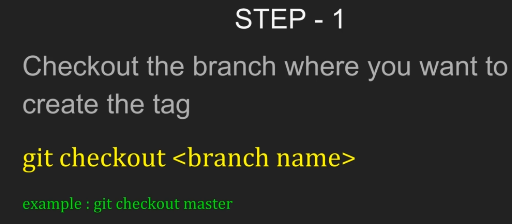 STEP - 1
Checkout the branch where you want to
create the tag
git checkout <branch name>
example : git checkout master